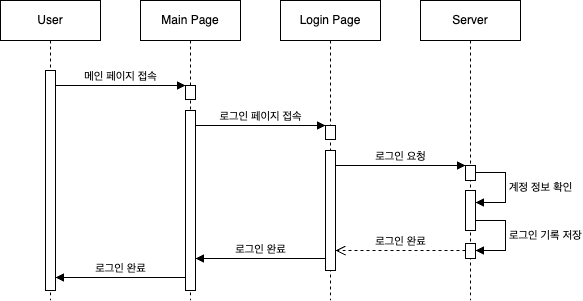 User
Main Page
Login Page
Server
메인 페이지 접속
로그인 페이지 접속
로그인 요청
계정 정보 확인
로그인 기록 저장
로그인 완료
로그인 완료
로그인 완료